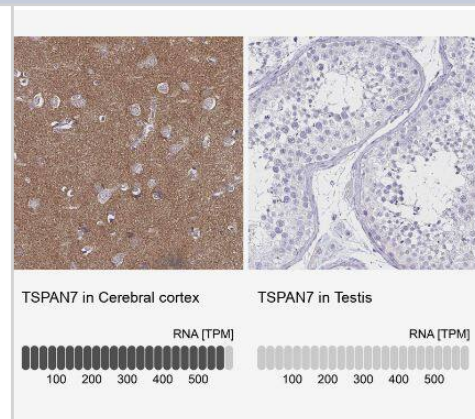 TSPAN7 in Cerebral cortex
RNA [TPM]
100 200 300 400 500
TSPAN7 in Testis
RNA [TPM]
100 200 300 400 500